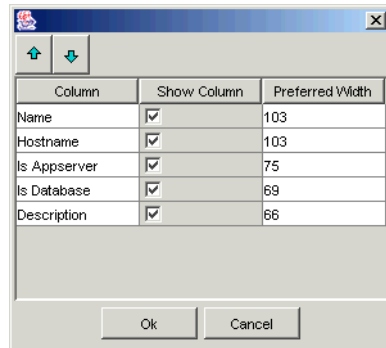 Column Show Column Preferred Width
Name 103
Hostname 103
Is Appserver 75
Is Database 69
Description 66
Ok Cancel